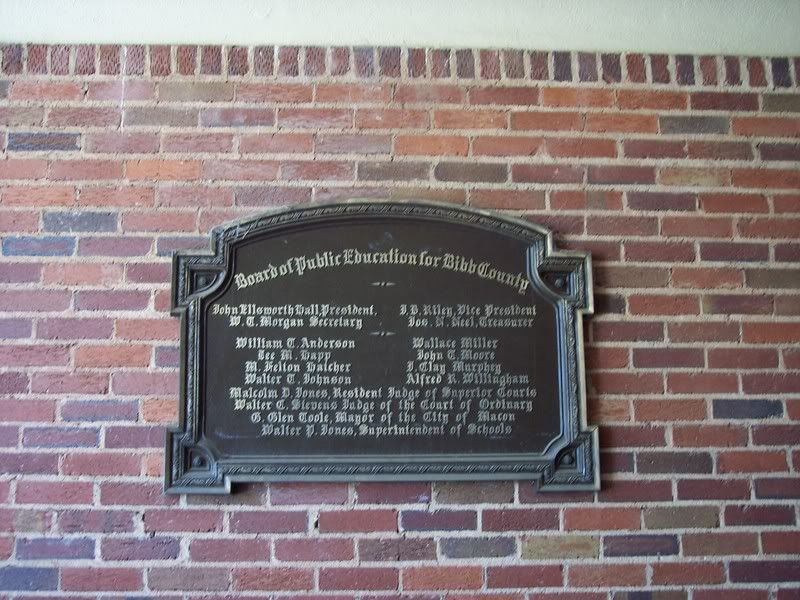 Board of Public Education for Bibb County
John Ellsworth Hall, President. J. D. Riley, Vice President
W. T. Morgan Secretary Jos. N. Neel, Treasurer
William T. Anderson Wallace Miller
Lee M. Happ John T. Moore
M. Felton Hatcher J. Clay Murphey
Walter T. Johnson Alfred R. Willingham
Malcolm D. Jones, Resident Judge of Superior Courts
Walter C. Stevens Judge of the Court of Ordinary
G. Glen Toole, Mayor of the City of Macon
Walter P. Jones, Superintendent of Schools